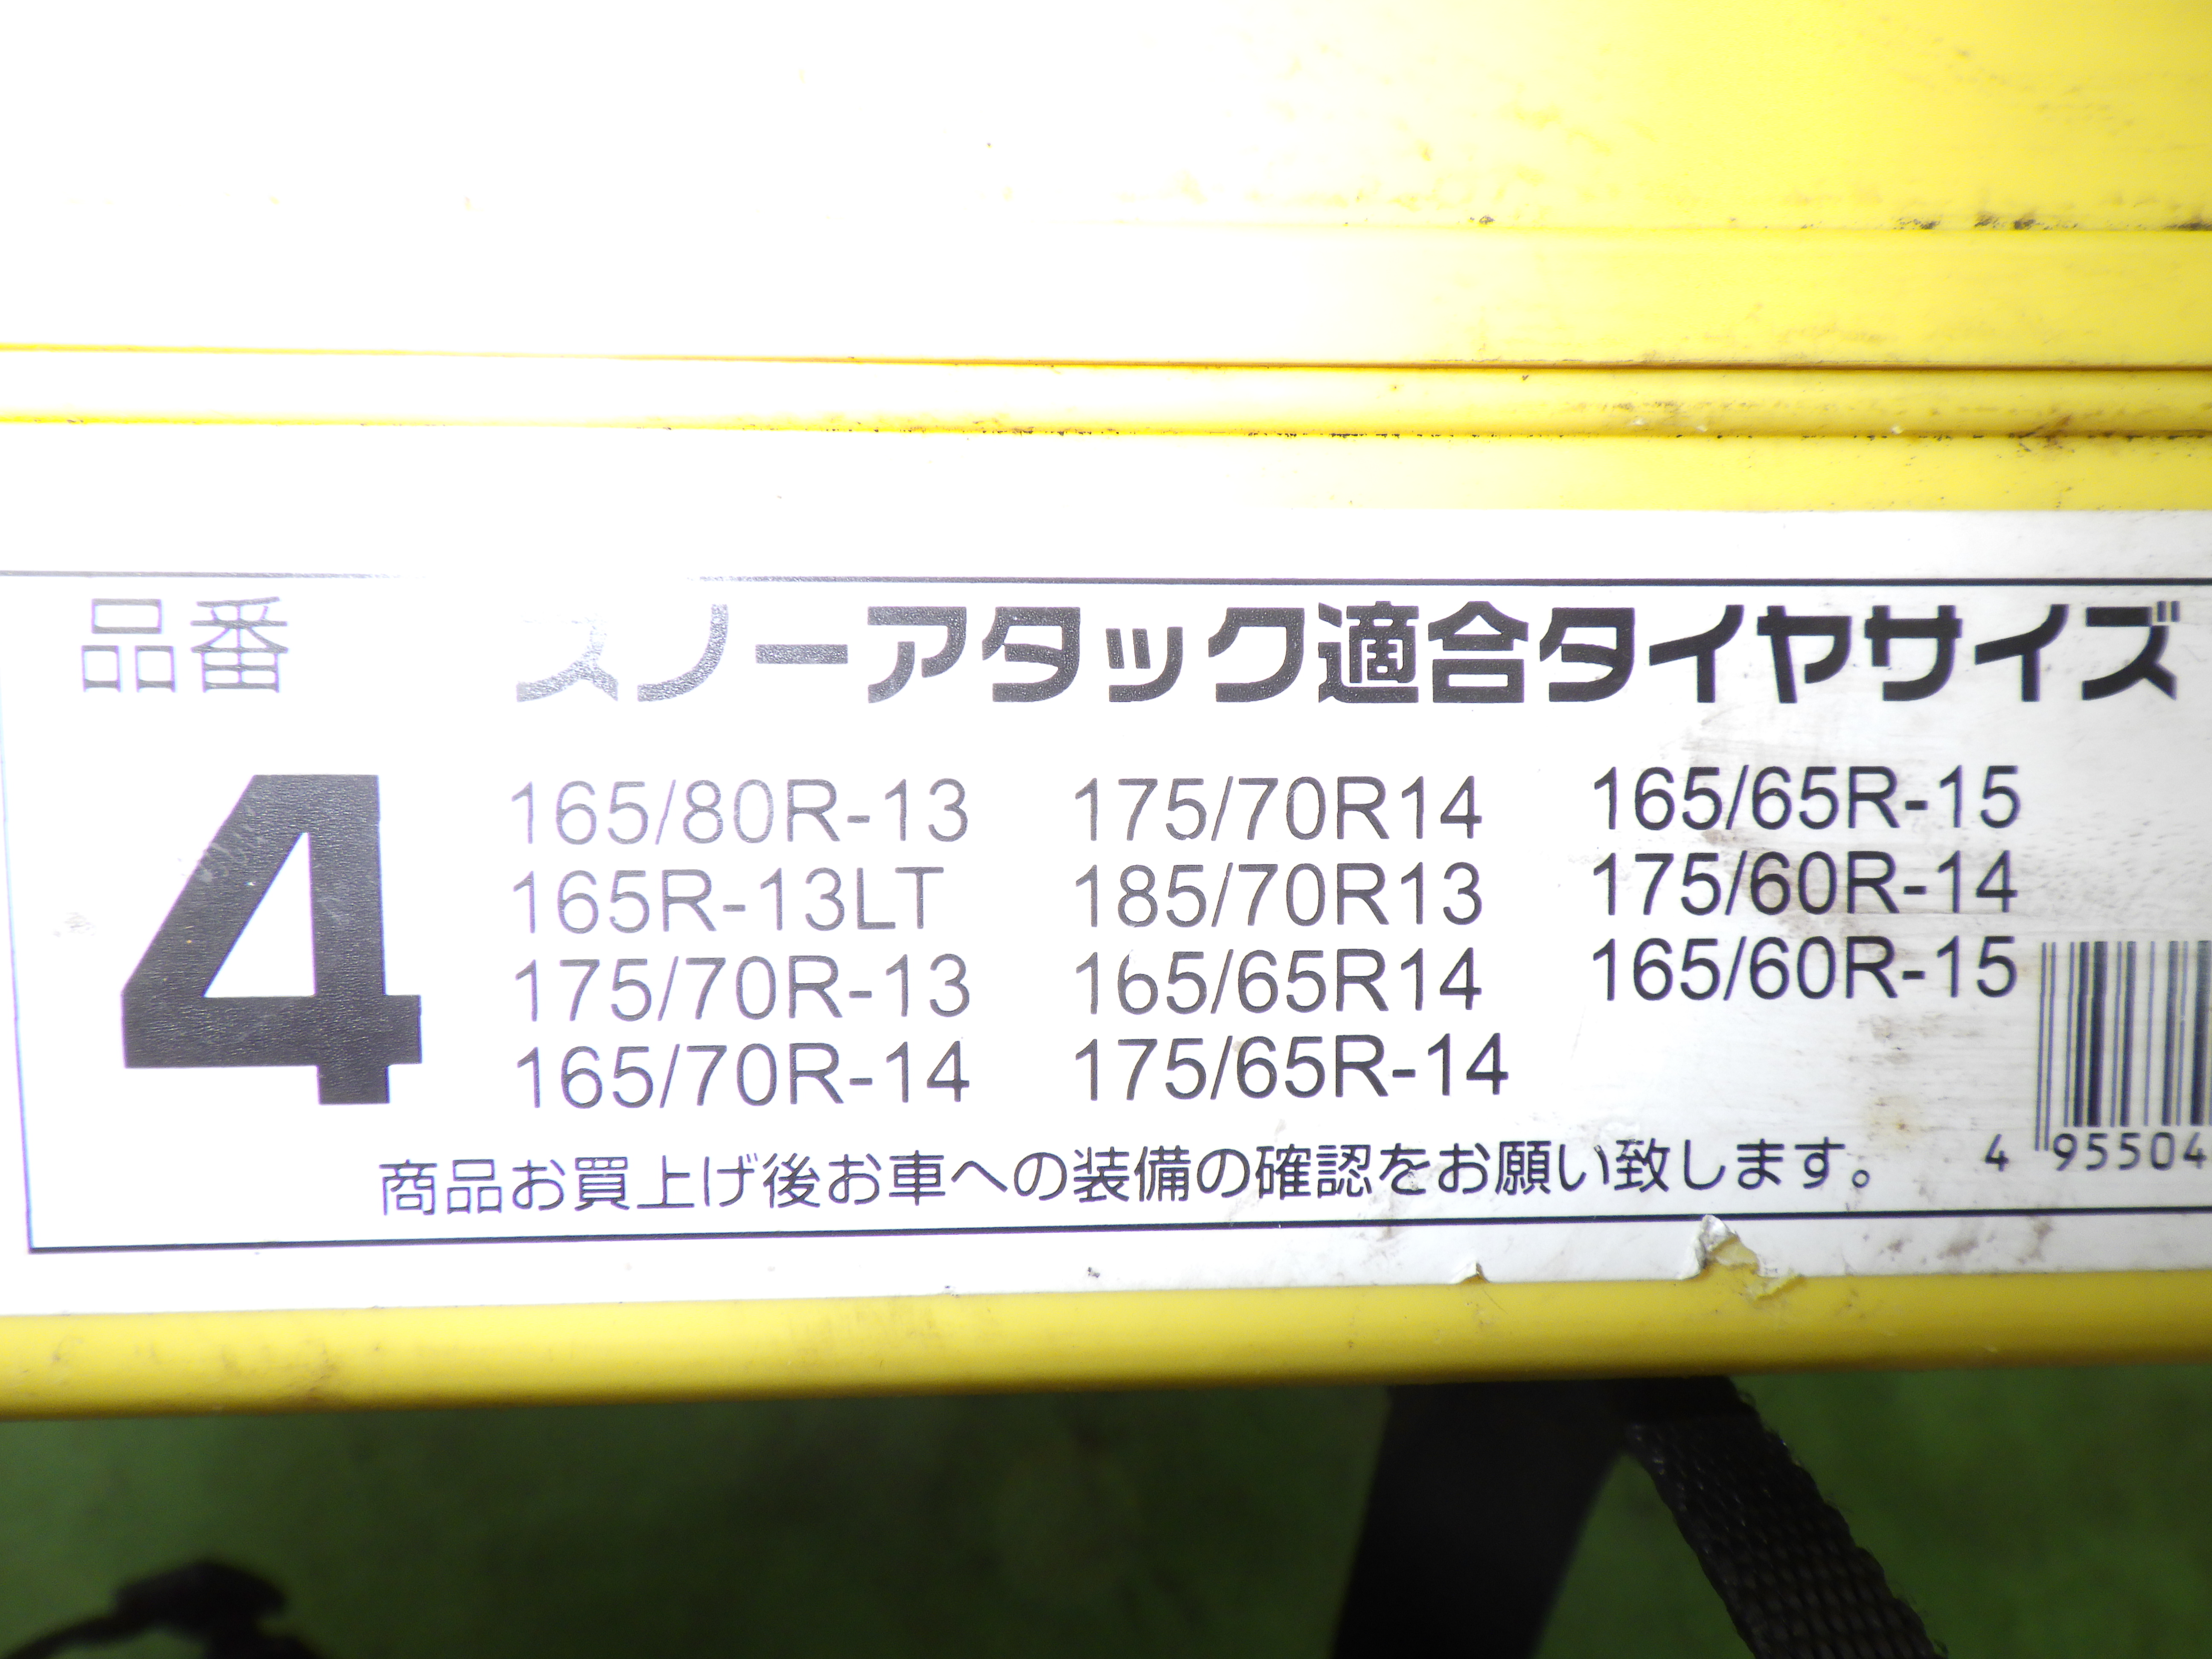 品番 スノーアタック適合タイヤサイズ
4
165/80R-13 175/70R14 165/65R-15
165R-13LT 185/70R13 175/60R-14
175/70R-13 165/65R14 165/60R-15
165/70R-14 175/65R-14
商品お買上げ後お車への装備の確認をお願い致します。
4 95504